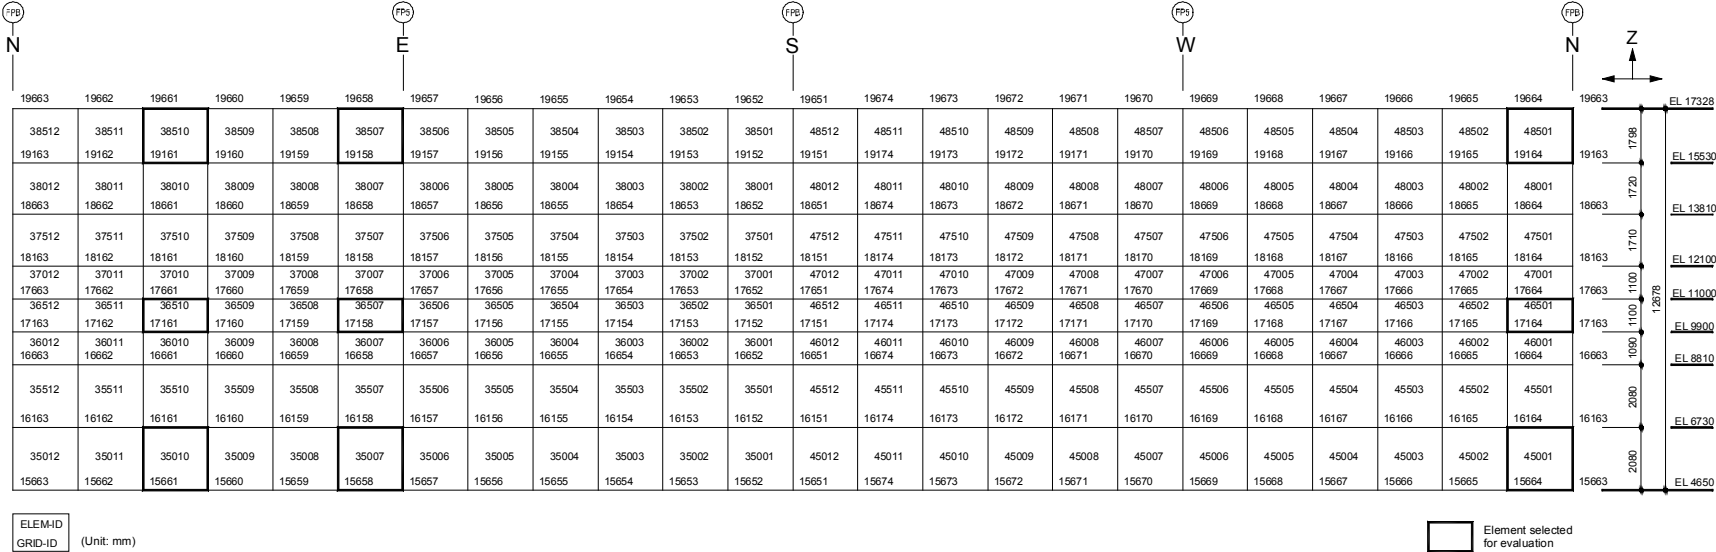 FPB FP5 FPB FP5 FPB
N E S W N Z
19663 19662 19661 19660 19659 19658 19657 19656 19655 19654 19653 19652 19651 19674 19673 19672 19671 19670 19669 19668 19667 19666 19665 19664 19663 EL 17328
38512 38511 38510 38509 38508 38507 38506 38505 38504 38503 38502 38501 48512 48511 48510 48509 48508 48507 48506 48505 48504 48503 48502 48501 1798
19163 19162 19161 19160 19159 19158 19157 19156 19155 19154 19153 19152 19151 19174 19173 19172 19171 19170 19169 19168 19167 19166 19165 19164 19163 EL 15530
38012 38011 38010 38009 38008 38007 38006 38005 38004 38003 38002 38001 48012 48011 48010 48009 48008 48007 48006 48005 48004 48003 48002 48001 1720
18663 18662 18661 18660 18659 18658 18657 18656 18655 18654 18653 18652 18651 18674 18673 18672 18671 18670 18669 18668 18667 18666 18665 18664 18663 EL 13810
37512 37511 37510 37509 37508 37507 37506 37505 37504 37503 37502 37501 47512 47511 47510 47509 47508 47507 47506 47505 47504 47503 47502 47501 1710
18163 18162 18161 18160 18159 18158 18157 18156 18155 18154 18153 18152 18151 18174 18173 18172 18171 18170 18169 18168 18167 18166 18165 18164 18163 EL 12100
37012 37011 37010 37009 37008 37007 37006 37005 37004 37003 37002 37001 47012 47011 47010 47009 47008 47007 47006 47005 47004 47003 47002 47001 1100
17663 17662 17661 17660 17659 17658 17657 17656 17655 17654 17653 17652 17651 17674 17673 17672 17671 17670 17669 17668 17667 17666 17665 17664 17663 EL 11000
12678
36512 36511 36510 36509 36508 36507 36506 36505 36504 36503 36502 36501 46512 46511 46510 46509 46508 46507 46506 46505 46504 46503 46502 46501 1100
17163 17162 17161 17160 17159 17158 17157 17156 17155 17154 17153 17152 17151 17174 17173 17172 17171 17170 17169 17168 17167 17166 17165 17164 17163 EL 9900
36012 36011 36010 36009 36008 36007 36006 36005 36004 36003 36002 36001 46012 46011 46010 46009 46008 46007 46006 46005 46004 46003 46002 46001 1090
16663 16662 16661 16660 16659 16658 16657 16656 16655 16654 16653 16652 16651 16674 16673 16672 16671 16670 16669 16668 16667 16666 16665 16664 16663 EL 8810
35512 35511 35510 35509 35508 35507 35506 35505 35504 35503 35502 35501 45512 45511 45510 45509 45508 45507 45506 45505 45504 45503 45502 45501 2080
16163 16162 16161 16160 16159 16158 16157 16156 16154 16154 16153 16152 16151 16174 16173 16172 16171 16170 16169 16168 16167 16166 16165 16164 16163 EL 6730
35012 35011 35010 35009 35008 35007 35006 35005 35004 35003 35002 35001 45012 45011 45010 45009 45008 45007 45006 45005 45004 45003 45002 45001 2080
15663 15662 15661 15660 15659 15658 15657 15656 15655 15654 15653 15652 15651 15674 15673 15672 15671 15670 15669 15668 15667 15666 15665 15664 15663 EL 4650
ELEM-ID
GRID-ID (Unit: mm)
Element selected
for evaluation